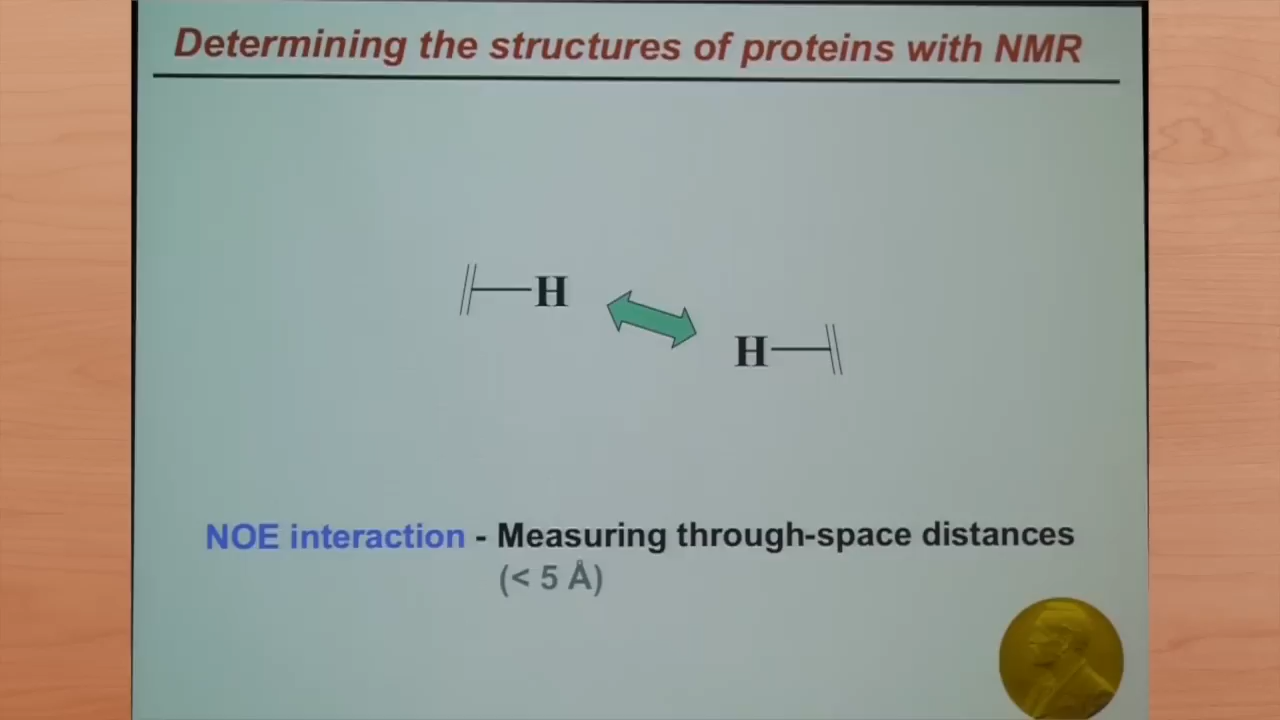 Determining the structures of proteins with NMR
H
H
NOE interaction - Measuring through-space distances
(< 5 Å)